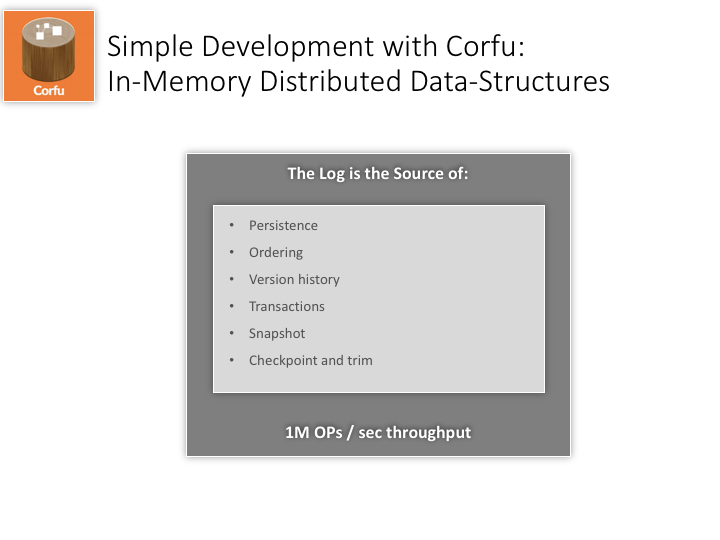 Corfu
Simple Development with Corfu:
In-Memory Distributed Data-Structures
The Log is the Source of:
• Persistence
• Ordering
• Version history
• Transactions
• Snapshot
• Checkpoint and trim
1M OPs / sec throughput